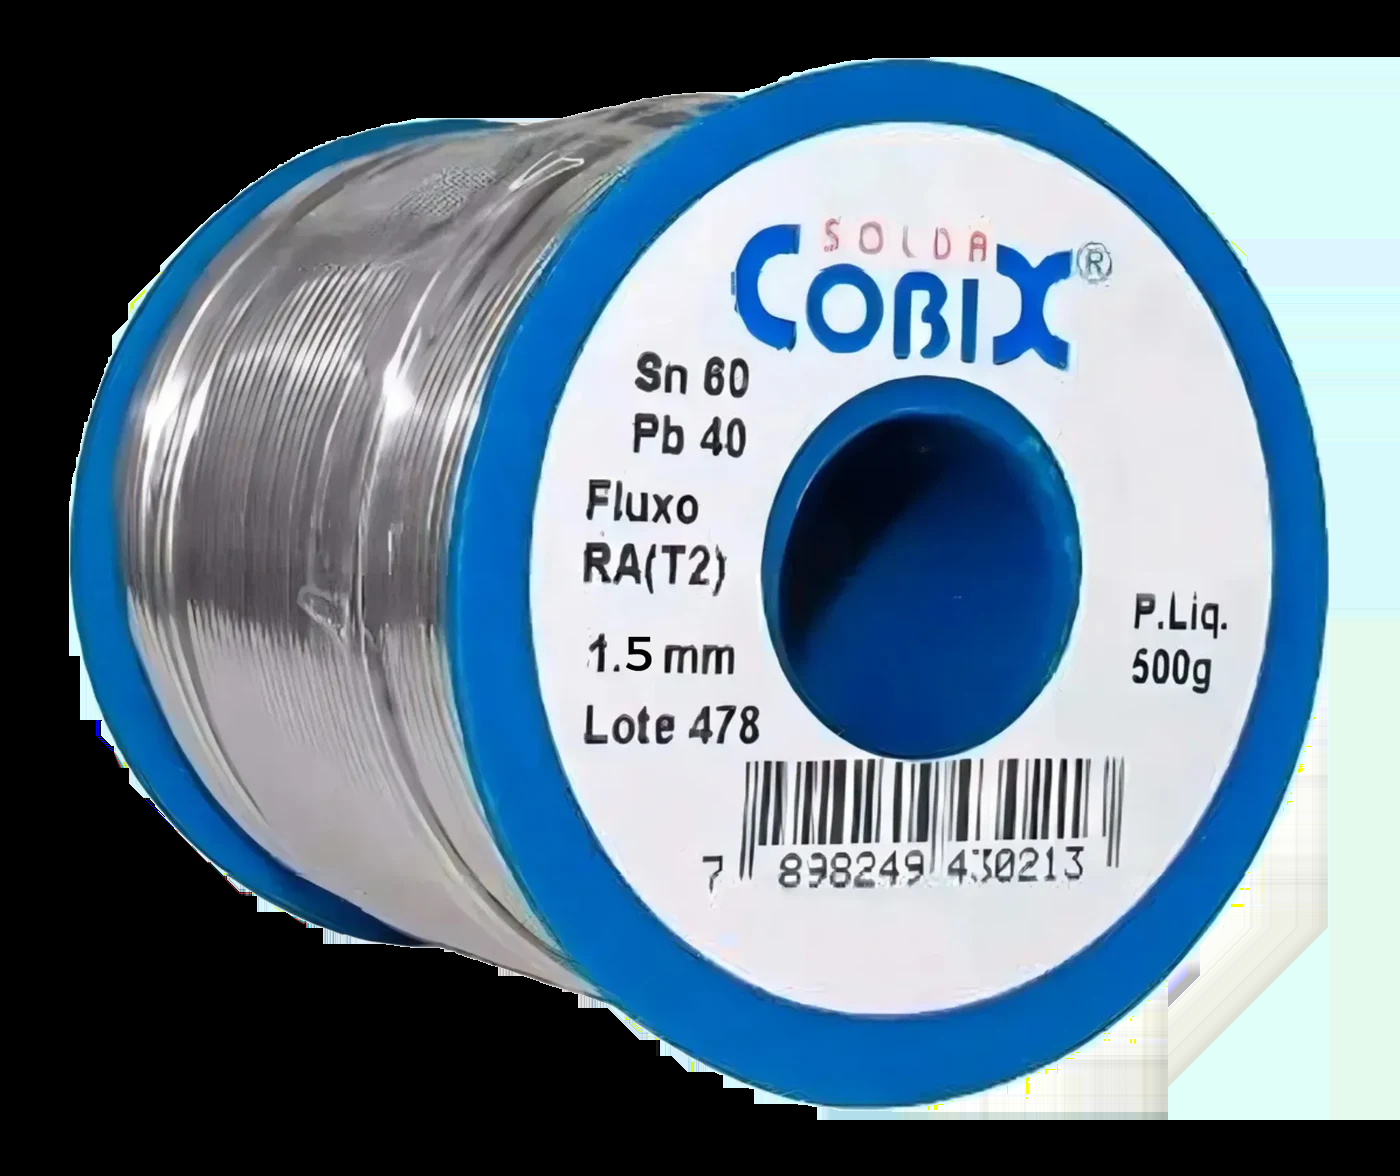 SOLDA
COBIX®
Sn 60
Pb 40
Fluxo
RA(T2)
1.5 mm
Lote 478
P.Liq.
500g
7 898249 430213